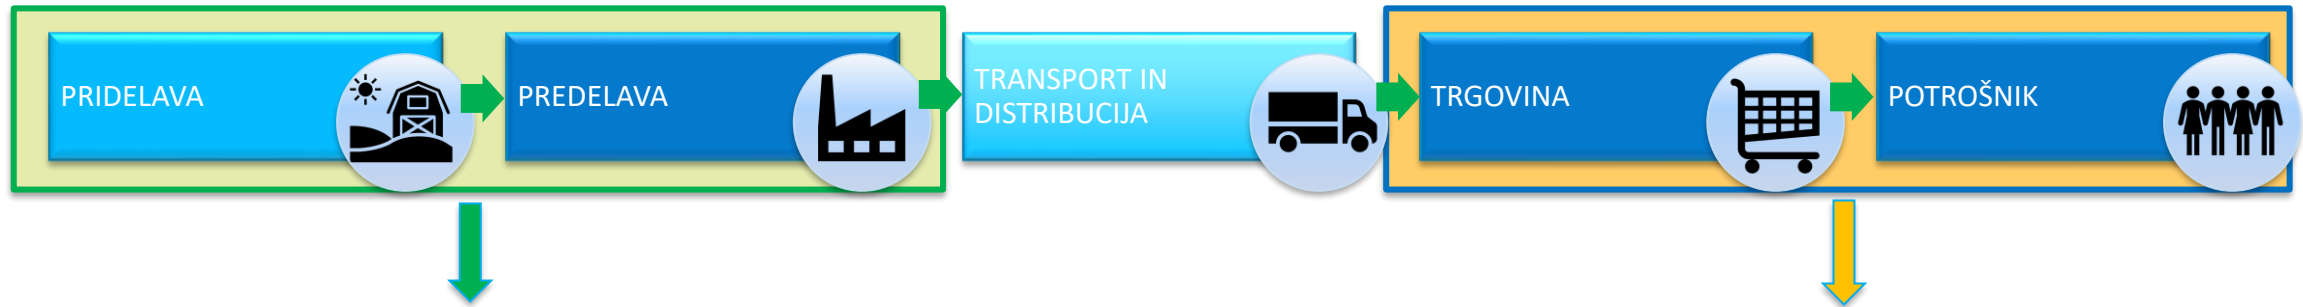 PRIDELAVA
PREDELAVA
TRANSPORT IN
DISTRIBUCIJA
TRGOVINA
POTROŠNIK